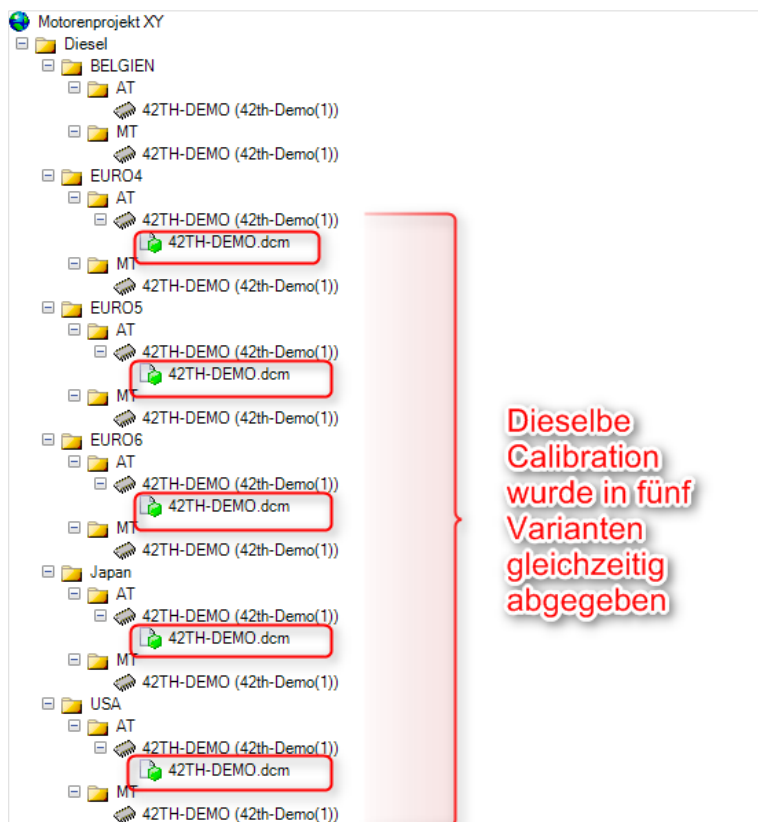 Motorenprojekt XY
Diesel
BELGIEN
AT
42TH-DEMO (42th-Demo(1))
MT
42TH-DEMO (42th-Demo(1))
EURO4
AT
42TH-DEMO (42th-Demo(1))
42TH-DEMO.dcm
MT
42TH-DEMO (42th-Demo(1))
EURO5
AT
42TH-DEMO (42th-Demo(1))
42TH-DEMO.dcm
MT
42TH-DEMO (42th-Demo(1))
EURO6
AT
42TH-DEMO (42th-Demo(1))
42TH-DEMO.dcm
MT
42TH-DEMO (42th-Demo(1))
Japan
AT
42TH-DEMO (42th-Demo(1))
42TH-DEMO.dcm
MT
42TH-DEMO (42th-Demo(1))
USA
AT
42TH-DEMO (42th-Demo(1))
42TH-DEMO.dcm
MT
42TH-DEMO (42th-Demo(1))
Dieselbe
Calibration
wurde in fünf
Varianten
gleichzeitig
abgegeben